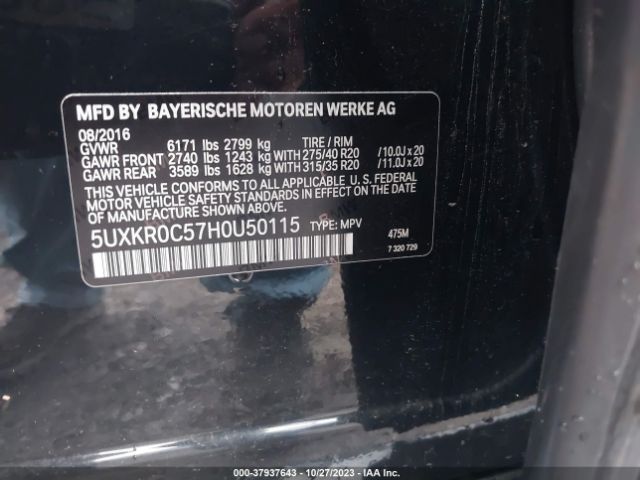 MFD BY BAYERISCHE MOTOREN WERKE AG
08/2016
GVWR 6171 lbs 2799 kg TIRE / RIM
GAWR FRONT 2740 lbs 1243 kg WITH 275/40 R20 /10.0J x 20
GAWR REAR 3589 lbs 1628 kg WITH 315/35 R20 /11.0J x 20
THIS VEHICLE CONFORMS TO ALL APPLICABLE FEDERAL
MOTOR VEHICLE SAFETY STANDARDS IN EFFECT ON THE DATE
OF MANUFACTURE SHOWN ABOVE.
5UXKR0C57H0U50115 TYPE: MPV 475M
7 320 729
000-37937643 - 10/27/2023 - IAA Inc.